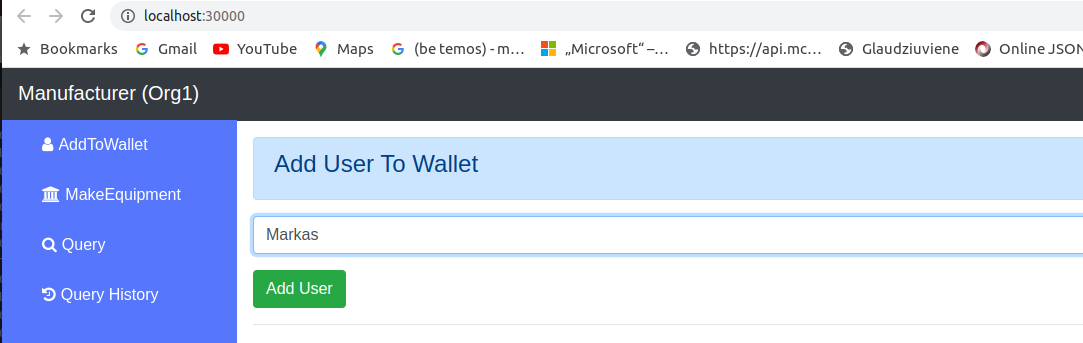 localhost:30000
Bookmarks Gmail YouTube Maps (be temos) - m... „Microsoft“ –... https://api.mc... Glaudziuviene Online JSON
Manufacturer (Org1)
AddToWallet
MakeEquipment
Query
Query History
Add User To Wallet
Markas
Add User